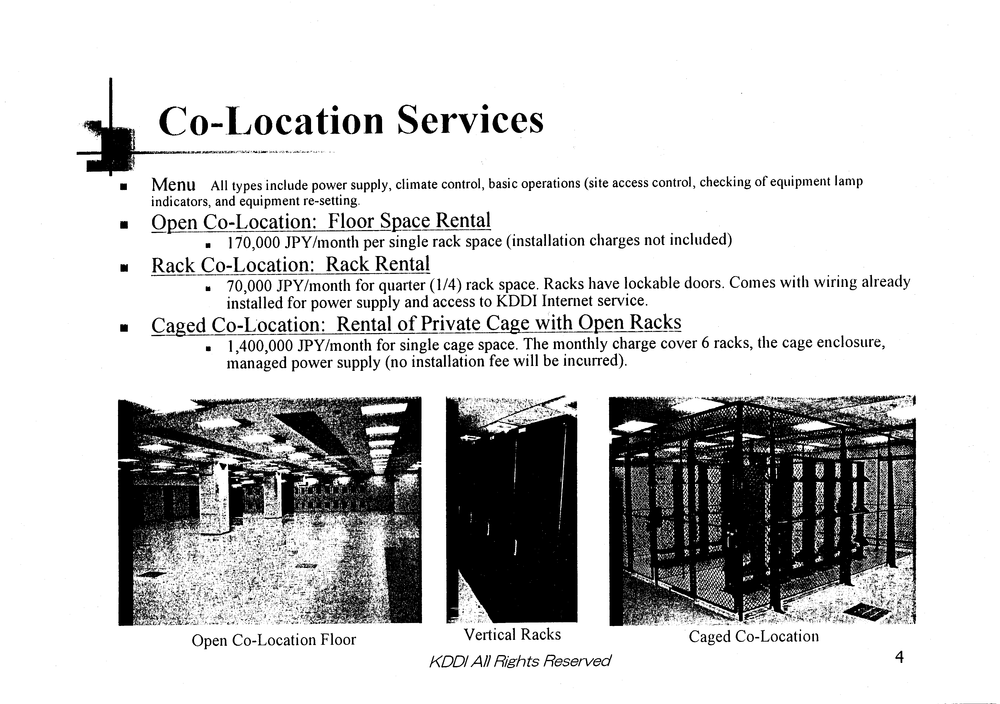 Co-Location Services
Menu All types include power supply, climate control, basic operations (site access control, checking of equipment lamp
indicators, and equipment re-setting.
Open Co-Location: Floor Space Rental
170,000 JPY/month per single rack space (installation charges not included)
Rack Co-Location: Rack Rental
70,000 JPY/month for quarter (1/4) rack space. Racks have lockable doors. Comes with wiring already
installed for power supply and access to KDDI Internet service.
Caged Co-Location: Rental of Private Cage with Open Racks
1,400,000 JPY/month for single cage space. The monthly charge cover 6 racks, the cage enclosure,
managed power supply (no installation fee will be incurred).
Open Co-Location Floor
Vertical Racks
Caged Co-Location
KDDI All Rights Reserved
4